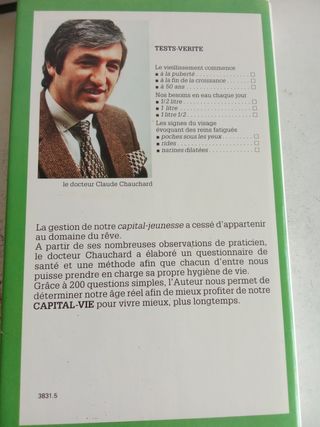 TESTS-VERITE
Le vieillissement commence
▪ à la puberté ........................ □
▪ à la fin de la croissance ........ □
▪ à 50 ans ............................. □
Nos besoins en eau chaque jour
▪ 1/2 litre ............................... □
▪ 1 litre .................................. □
▪ 1 litre 1/2 ............................ □
Les signes du visage
évoquant des reins fatigués
▪ poches sous les yeux ........... □
▪ rides ................................... □
▪ narines dilatées .................. □
le docteur Claude Chauchard
La gestion de notre capital-jeunesse a cessé d'appartenir
au domaine du rêve.
A partir de ses nombreuses observations de praticien,
le docteur Chauchard a élaboré un questionnaire de
santé et une méthode afin que chacun d'entre nous
puisse prendre en charge sa propre hygiène de vie.
Grâce à 200 questions simples, l'Auteur nous permet de
déterminer notre âge réel afin de mieux profiter de notre
CAPITAL-VIE pour vivre mieux, plus longtemps.
3831.5